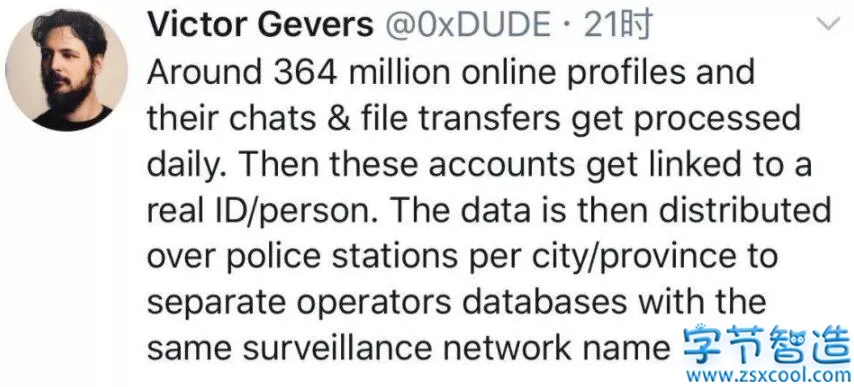 Victor Gevers @0xDUDE · 21时
Around 364 million online profiles and
their chats & file transfers get processed
daily. Then these accounts get linked to a
real ID/person. The data is then distributed
over police stations per city/province to
separate operators databases with the
same surveillance network name
字节智造
www.zsxcool.com